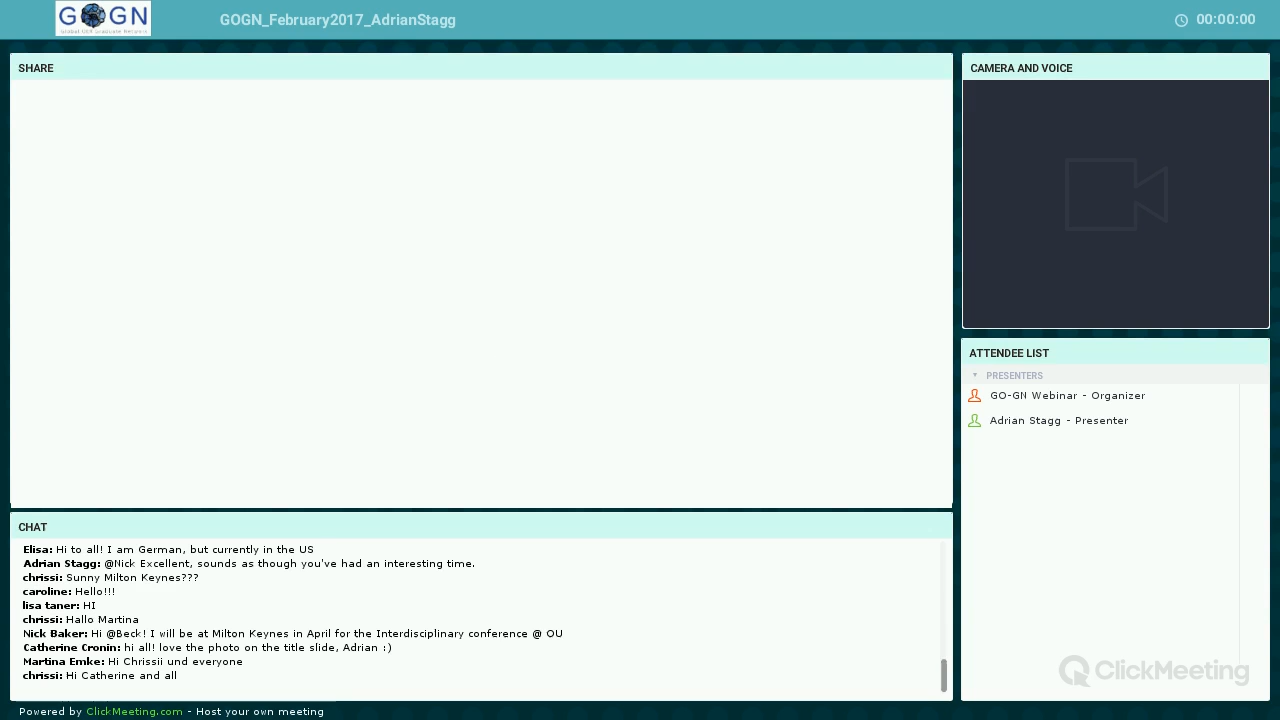 GOGN
Global OER Graduate Network
GOGN_February2017_AdrianStagg
00:00:00
SHARE
CAMERA AND VOICE
ATTENDEE LIST
PRESENTERS
GO-GN Webinar - Organizer
Adrian Stagg - Presenter
CHAT
Elisa: Hi to all! I am German, but currently in the US
Adrian Stagg: @Nick Excellent, sounds as though you've had an interesting time.
chrissi: Sunny Milton Keynes???
caroline: Hello!!!
lisa taner: HI
chrissi: Hallo Martina
Nick Baker: Hi @Beck! I will be at Milton Keynes in April for the Interdisciplinary conference @ OU
Catherine Cronin: hi all! love the photo on the title slide, Adrian :)
Martina Emke: Hi Chrissii und everyone
chrissi: Hi Catherine and all
ClickMeeting
Powered by ClickMeeting.com - Host your own meeting